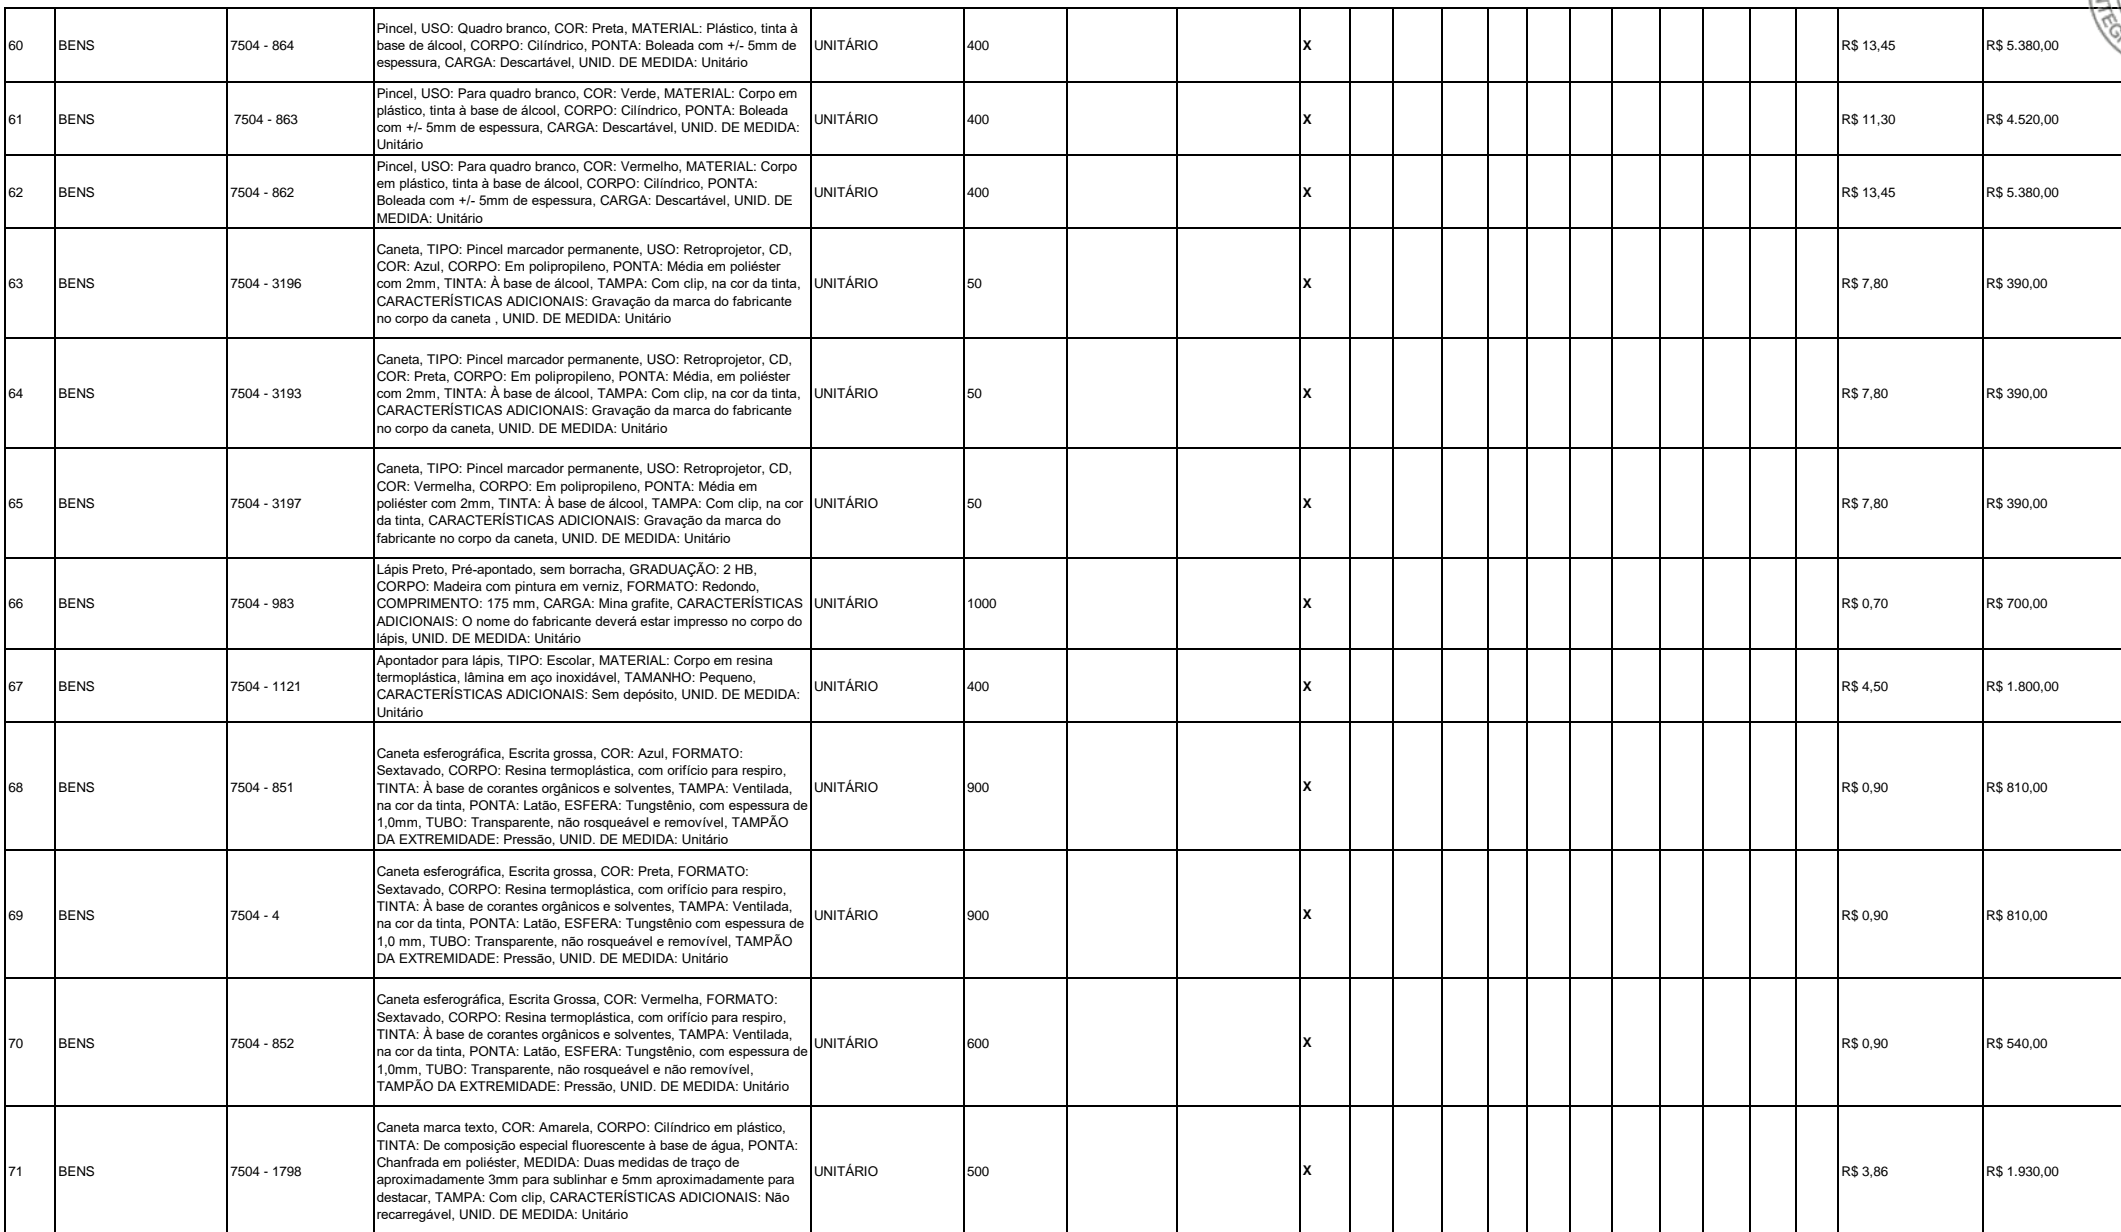 60 BENS 7504 - 864 Pincel, USO: Quadro branco, COR: Preta, MATERIAL: Plástico, tinta à
base de álcool, CORPO: Cilíndrico, PONTA: Boleada com +/- 5mm de
espessura, CARGA: Descartável, UNID. DE MEDIDA: Unitário UNITÁRIO 400 X R$ 13,45 R$ 5.380,00
61 BENS 7504 - 863 Pincel, USO: Para quadro branco, COR: Verde, MATERIAL: Corpo em
plástico, tinta à base de álcool, CORPO: Cilíndrico, PONTA: Boleada
com +/- 5mm de espessura, CARGA: Descartável, UNID. DE MEDIDA:
Unitário UNITÁRIO 400 X R$ 11,30 R$ 4.520,00
62 BENS 7504 - 862 Pincel, USO: Para quadro branco, COR: Vermelho, MATERIAL: Corpo
em plástico, tinta à base de álcool, CORPO: Cilíndrico, PONTA:
Boleada com +/- 5mm de espessura, CARGA: Descartável, UNID. DE
MEDIDA: Unitário UNITÁRIO 400 X R$ 13,45 R$ 5.380,00
63 BENS 7504 - 3196 Caneta, TIPO: Pincel marcador permanente, USO: Retroprojetor, CD,
COR: Azul, CORPO: Em polipropileno, PONTA: Média em poliéster
com 2mm, TINTA: À base de álcool, TAMPA: Com clip, na cor da tinta,
CARACTERÍSTICAS ADICIONAIS: Gravação da marca do fabricante
no corpo da caneta , UNID. DE MEDIDA: Unitário UNITÁRIO 50 X R$ 7,80 R$ 390,00
64 BENS 7504 - 3193 Caneta, TIPO: Pincel marcador permanente, USO: Retroprojetor, CD,
COR: Preta, CORPO: Em polipropileno, PONTA: Média, em poliéster
com 2mm, TINTA: À base de álcool, TAMPA: Com clip, na cor da tinta,
CARACTERÍSTICAS ADICIONAIS: Gravação da marca do fabricante
no corpo da caneta, UNID. DE MEDIDA: Unitário UNITÁRIO 50 X R$ 7,80 R$ 390,00
65 BENS 7504 - 3197 Caneta, TIPO: Pincel marcador permanente, USO: Retroprojetor, CD,
COR: Vermelha, CORPO: Em polipropileno, PONTA: Média em
poliéster com 2mm, TINTA: À base de álcool, TAMPA: Com clip, na cor
da tinta, CARACTERÍSTICAS ADICIONAIS: Gravação da marca do
fabricante no corpo da caneta, UNID. DE MEDIDA: Unitário UNITÁRIO 50 X R$ 7,80 R$ 390,00
66 BENS 7504 - 983 Lápis Preto, Pré-apontado, sem borracha, GRADUAÇÃO: 2 HB,
CORPO: Madeira com pintura em verniz, FORMATO: Redondo,
COMPRIMENTO: 175 mm, CARGA: Mina grafite, CARACTERÍSTICAS
ADICIONAIS: O nome do fabricante deverá estar impresso no corpo do
lápis, UNID. DE MEDIDA: Unitário UNITÁRIO 1000 X R$ 0,70 R$ 700,00
67 BENS 7504 - 1121 Apontador para lápis, TIPO: Escolar, MATERIAL: Corpo em resina
termoplástica, lâmina em aço inoxidável, TAMANHO: Pequeno,
CARACTERÍSTICAS ADICIONAIS: Sem depósito, UNID. DE MEDIDA:
Unitário UNITÁRIO 400 X R$ 4,50 R$ 1.800,00
68 BENS 7504 - 851 Caneta esferográfica, Escrita grossa, COR: Azul, FORMATO:
Sextavado, CORPO: Resina termoplástica, com orifício para respiro,
TINTA: À base de corantes orgânicos e solventes, TAMPA: Ventilada,
na cor da tinta, PONTA: Latão, ESFERA: Tungstênio, com espessura de
1,0mm, TUBO: Transparente, não rosqueável e removível, TAMPÃO
DA EXTREMIDADE: Pressão, UNID. DE MEDIDA: Unitário UNITÁRIO 900 X R$ 0,90 R$ 810,00
69 BENS 7504 - 4 Caneta esferográfica, Escrita grossa, COR: Preta, FORMATO:
Sextavado, CORPO: Resina termoplástica, com orifício para respiro,
TINTA: À base de corantes orgânicos e solventes, TAMPA: Ventilada,
na cor da tinta, PONTA: Latão, ESFERA: Tungstênio com espessura de
1,0 mm, TUBO: Transparente, não rosqueável e removível, TAMPÃO
DA EXTREMIDADE: Pressão, UNID. DE MEDIDA: Unitário UNITÁRIO 900 X R$ 0,90 R$ 810,00
70 BENS 7504 - 852 Caneta esferográfica, Escrita Grossa, COR: Vermelha, FORMATO:
Sextavado, CORPO: Resina termoplástica, com orifício para respiro,
TINTA: À base de corantes orgânicos e solventes, TAMPA: Ventilada,
na cor da tinta, PONTA: Latão, ESFERA: Tungstênio, com espessura de
1,0mm, TUBO: Transparente, não rosqueável e não removível,
TAMPÃO DA EXTREMIDADE: Pressão, UNID. DE MEDIDA: Unitário UNITÁRIO 600 X R$ 0,90 R$ 540,00
71 BENS 7504 - 1798 Caneta marca texto, COR: Amarela, CORPO: Cilíndrico em plástico,
TINTA: De composição especial fluorescente à base de água, PONTA:
Chanfrada em poliéster, MEDIDA: Duas medidas de traço de
aproximadamente 3mm para sublinhar e 5mm aproximadamente para
destacar, TAMPA: Com clip, CARACTERÍSTICAS ADICIONAIS: Não
recarregável, UNID. DE MEDIDA: Unitário UNITÁRIO 500 X R$ 3,86 R$ 1.930,00